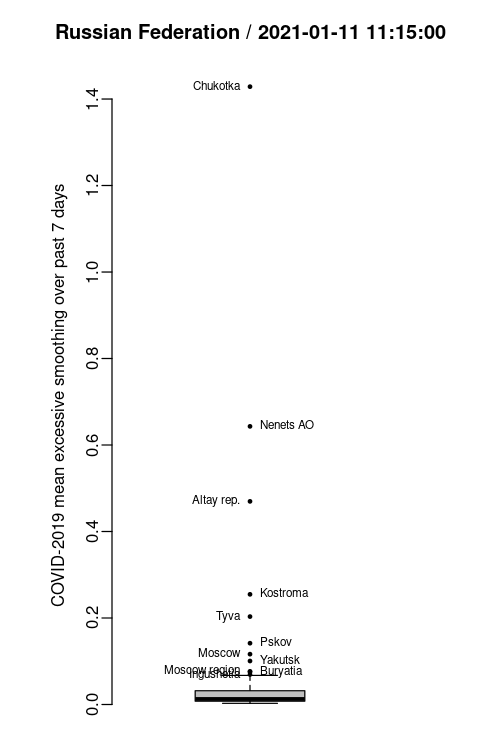 Russian Federation / 2021-01-11 11:15:00
COVID-2019 mean excessive smoothing over past 7 days
1.4
1.2
1.0
0.8
0.6
0.4
0.2
0.0
Chukotka
Nenets AO
Altay rep.
Kostroma
Tyva
Pskov
Moscow
Yakutsk
Moscow region
Buryatia
Ingushetia